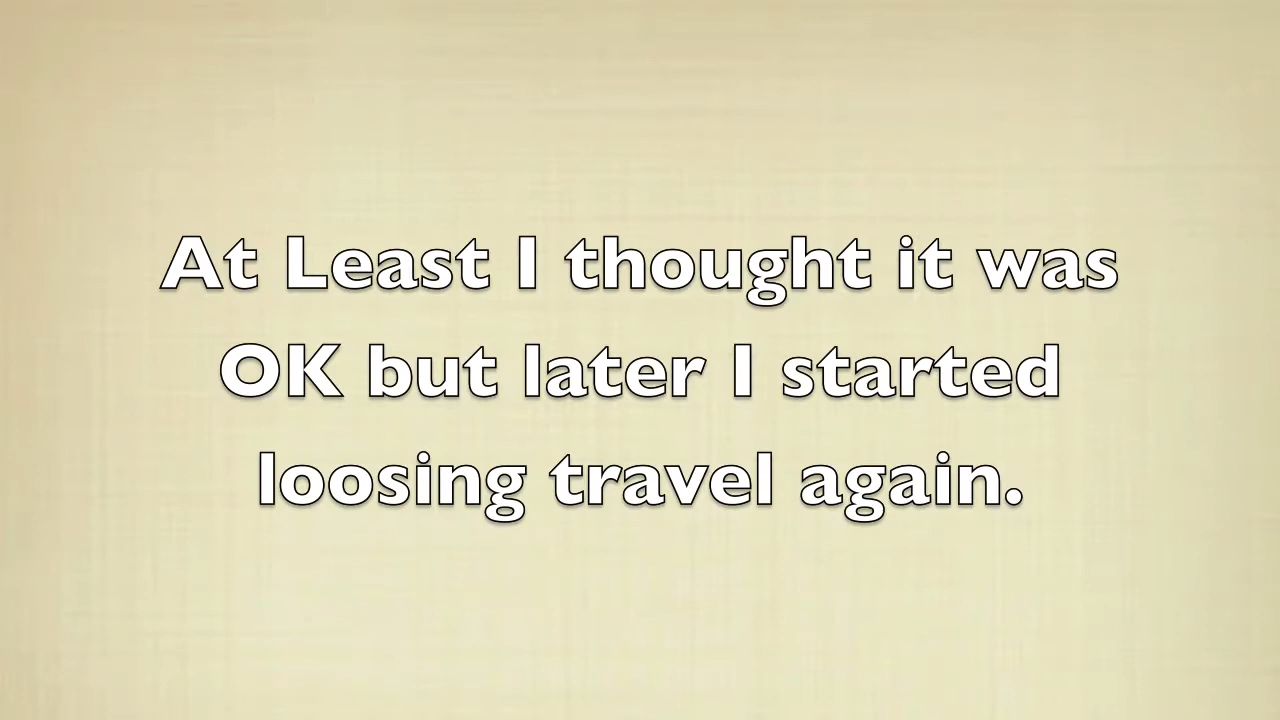 At Least I thought it was
OK but later I started
loosing travel again.